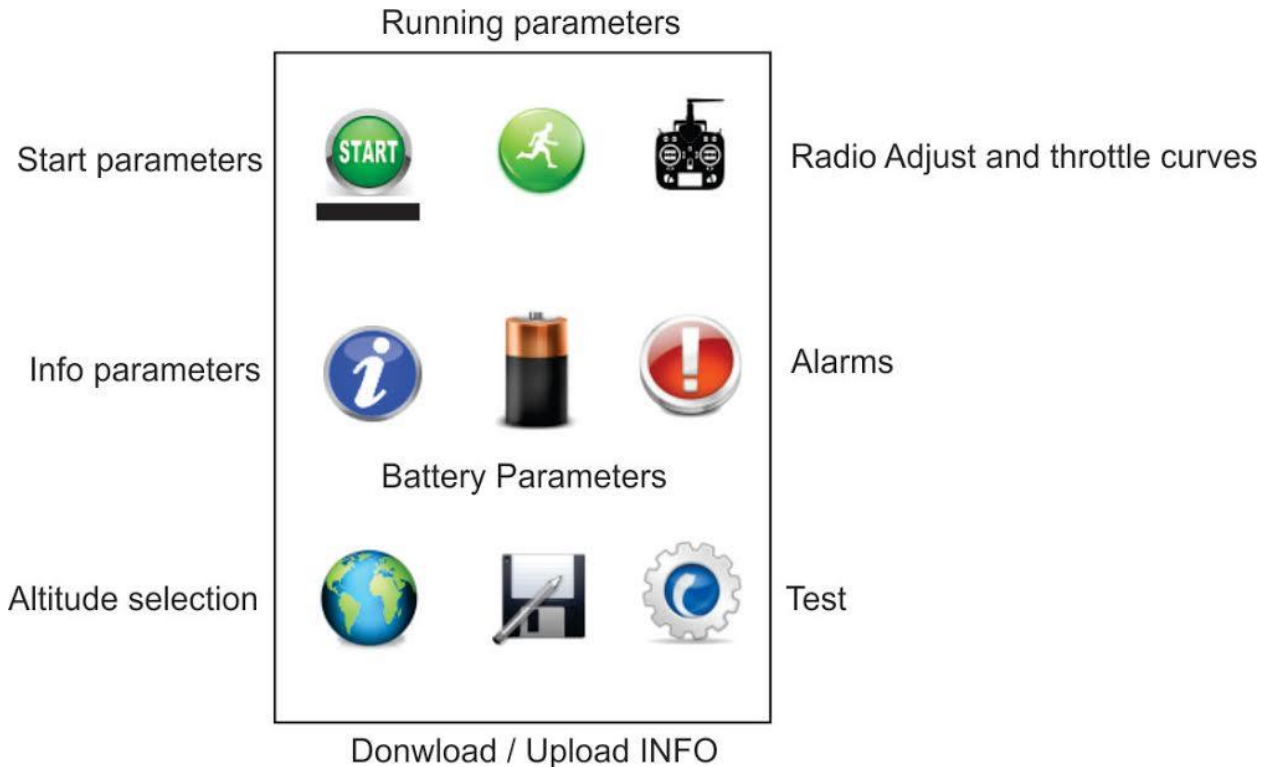 Running parameters
Start parameters
START
Radio Adjust and throttle curves
Info parameters
i
!
Alarms
Battery Parameters
Altitude selection
Test
Donwload / Upload INFO